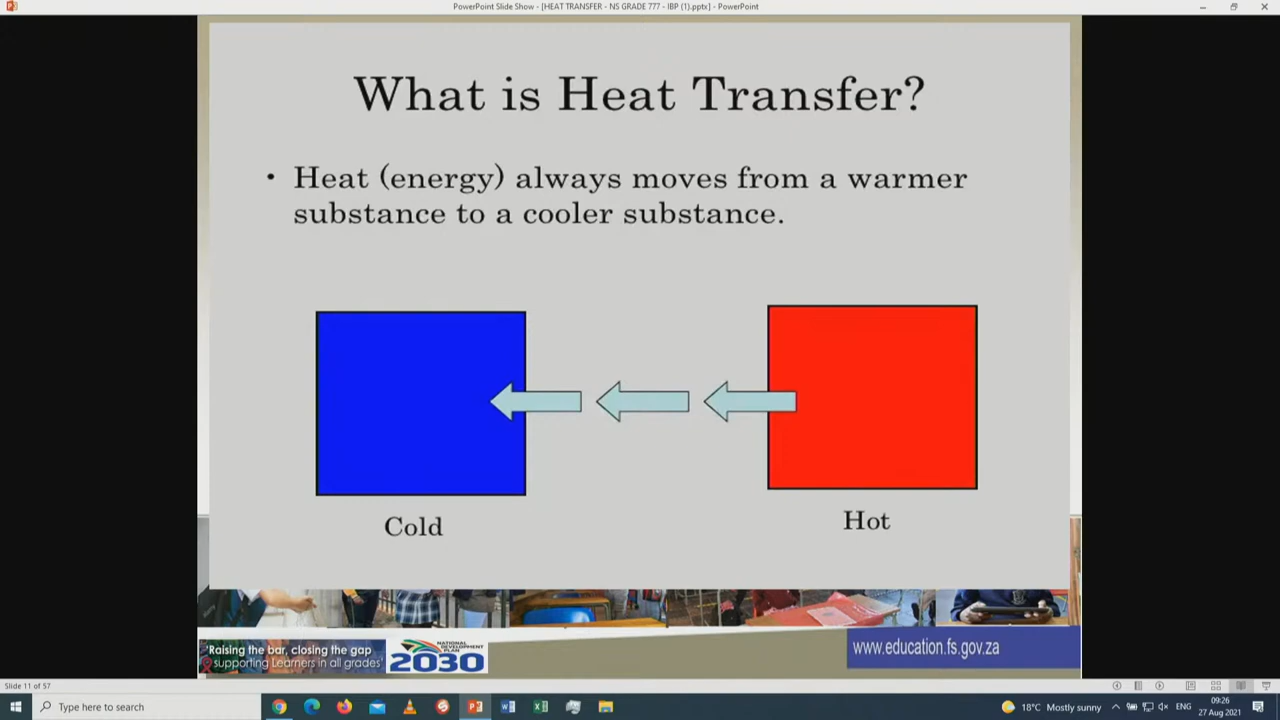 PowerPoint Slide Show - [HEAT TRANSFER - NS GRADE 777 - IBP (1).pptx] - PowerPoint
What is Heat Transfer?
• Heat (energy) always moves from a warmer
substance to a cooler substance.
Cold
Hot
'Raising the bar, closing the gap
supporting Learners in all grades'
NATIONAL
DEVELOPMENT
PLAN
2030
www.education.fs.gov.za
Slide 11 of 57
Type here to search
18°C Mostly sunny
ENG
09:26
27 Aug 2021